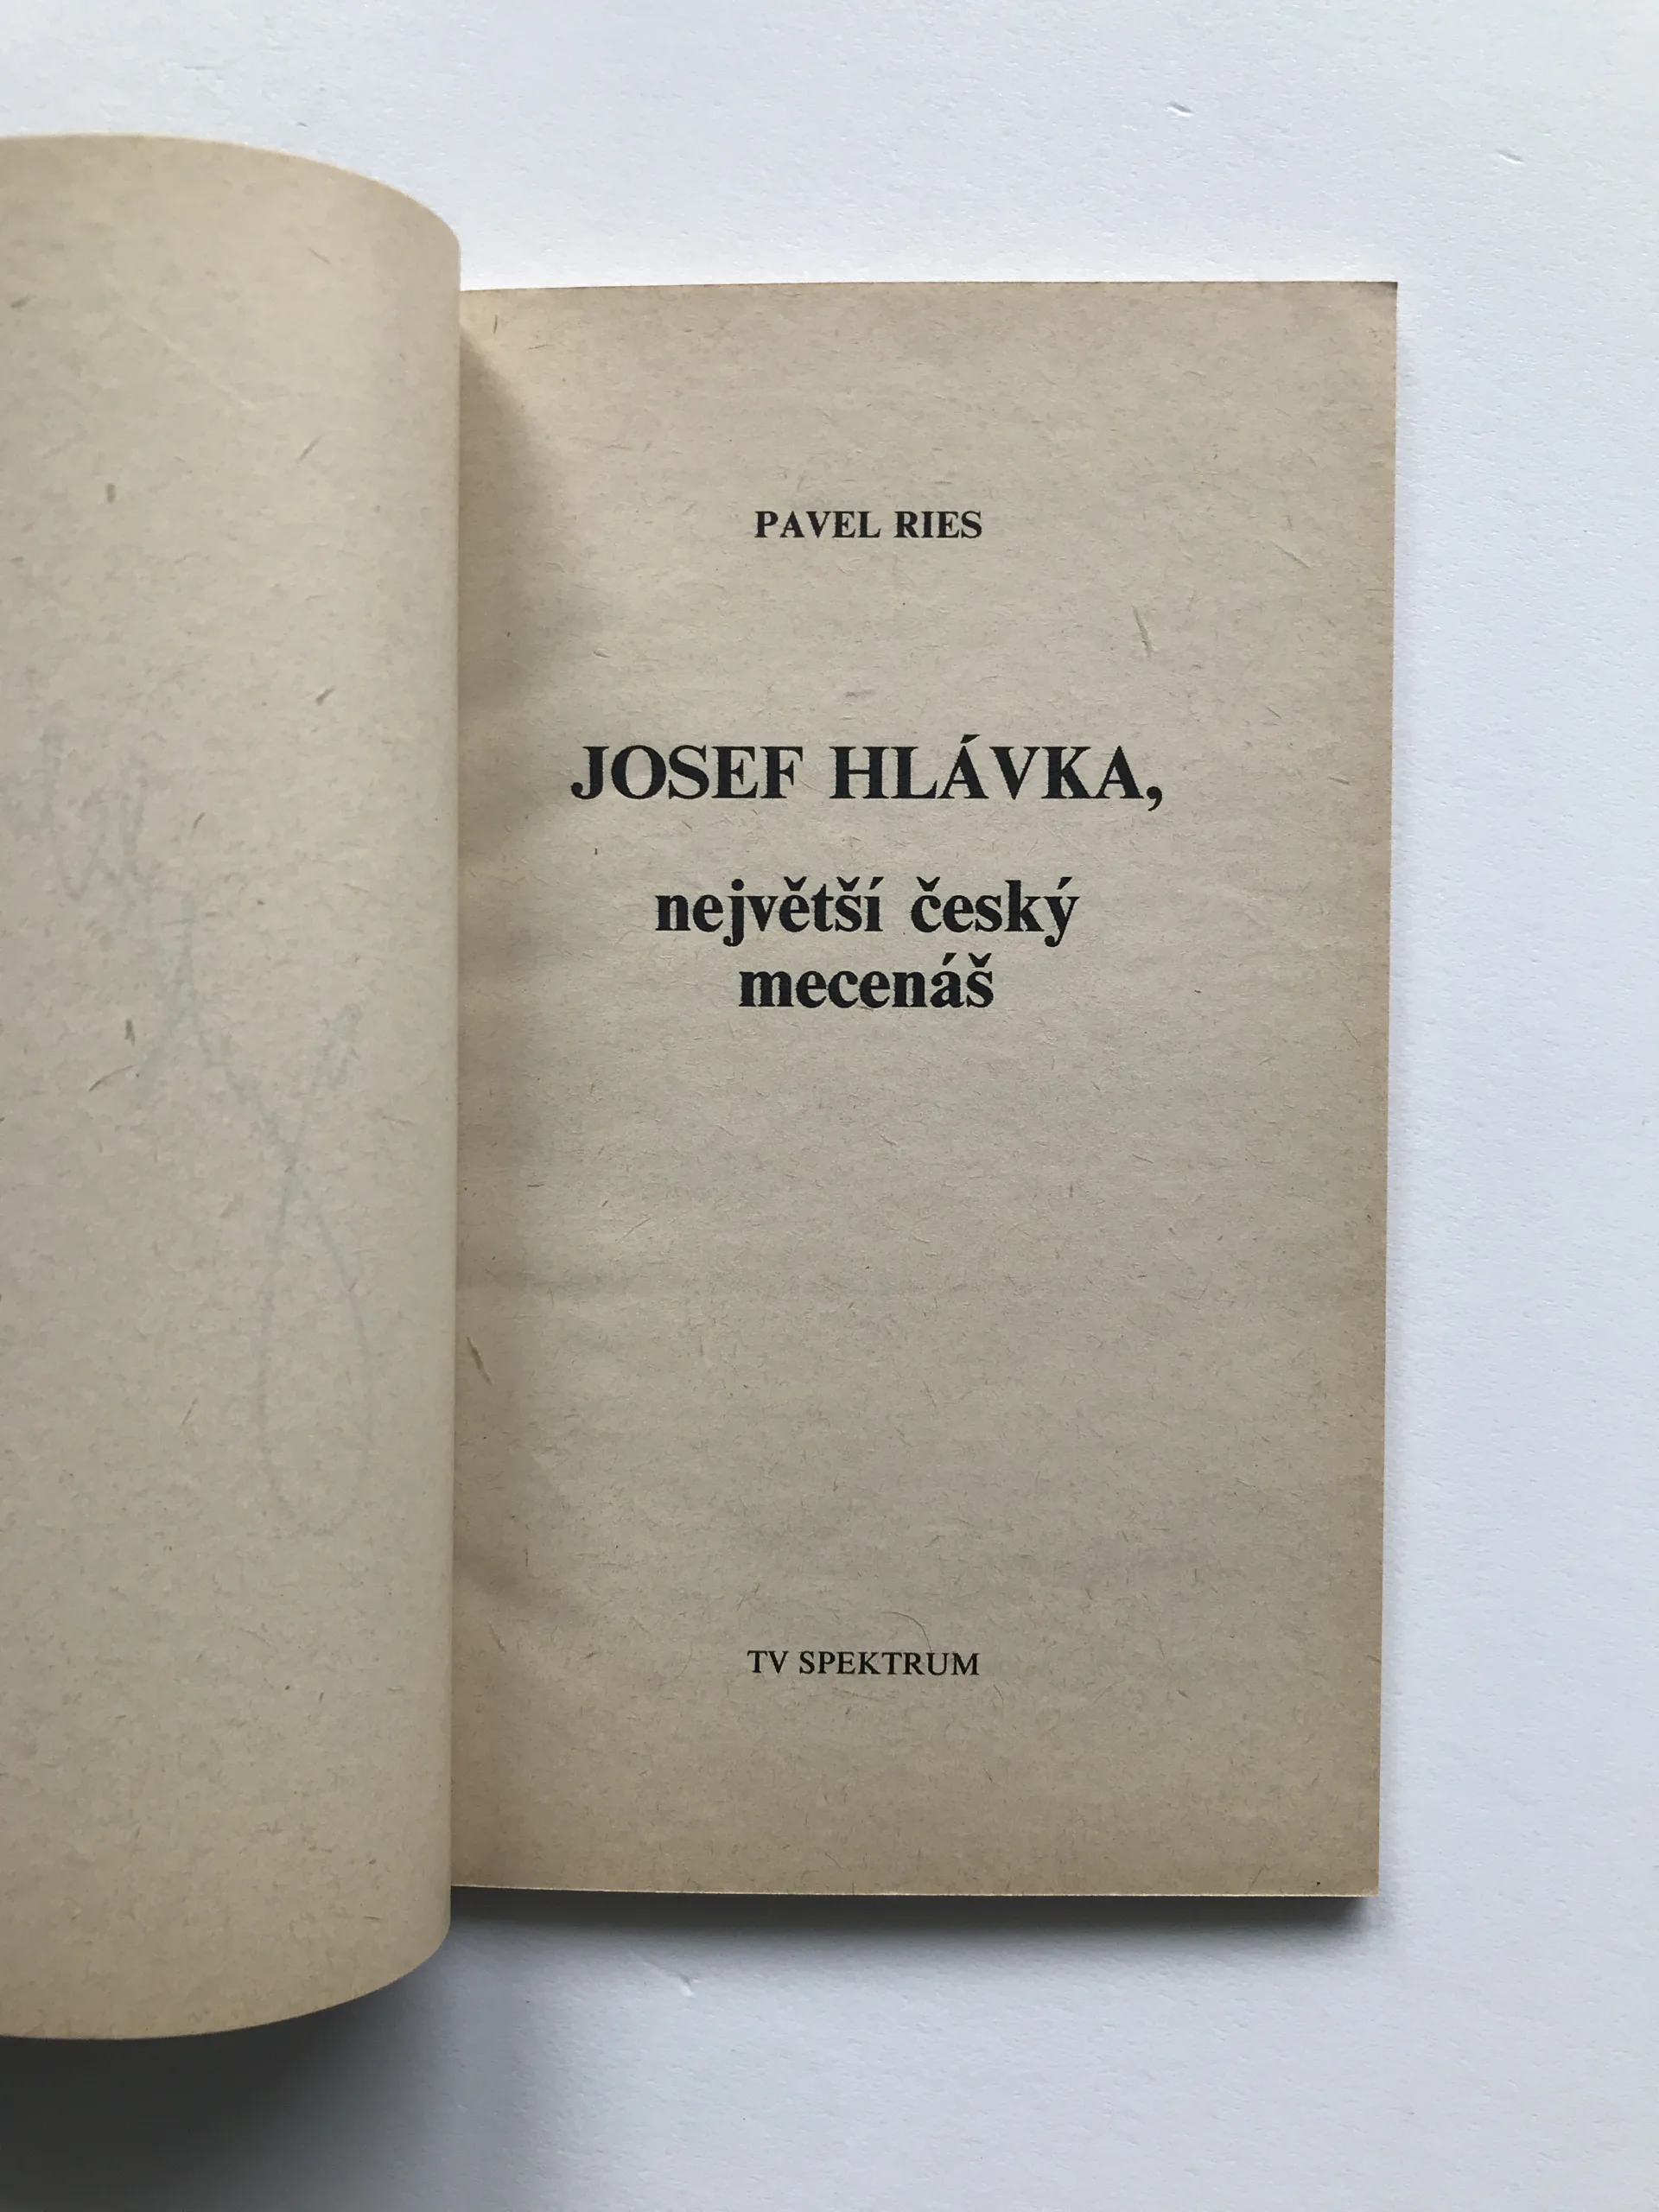 PAVEL RIES
JOSEF HLÁVKA,
největší český
mecenáš
TV SPEKTRUM